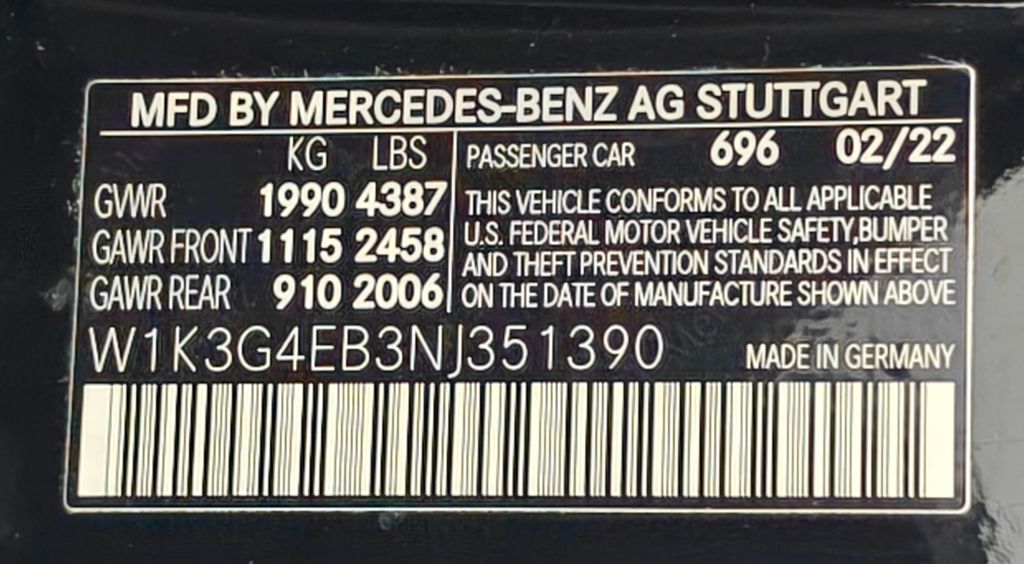 MFD BY MERCEDES-BENZ AG STUTTGART
KG LBS
GVWR 1990 4387
GAWR FRONT 1115 2458
GAWR REAR 910 2006
PASSENGER CAR 696 02/22
THIS VEHICLE CONFORMS TO ALL APPLICABLE
U.S. FEDERAL MOTOR VEHICLE SAFETY,BUMPER
AND THEFT PREVENTION STANDARDS IN EFFECT
ON THE DATE OF MANUFACTURE SHOWN ABOVE
W1K3G4EB3NJ351390
MADE IN GERMANY